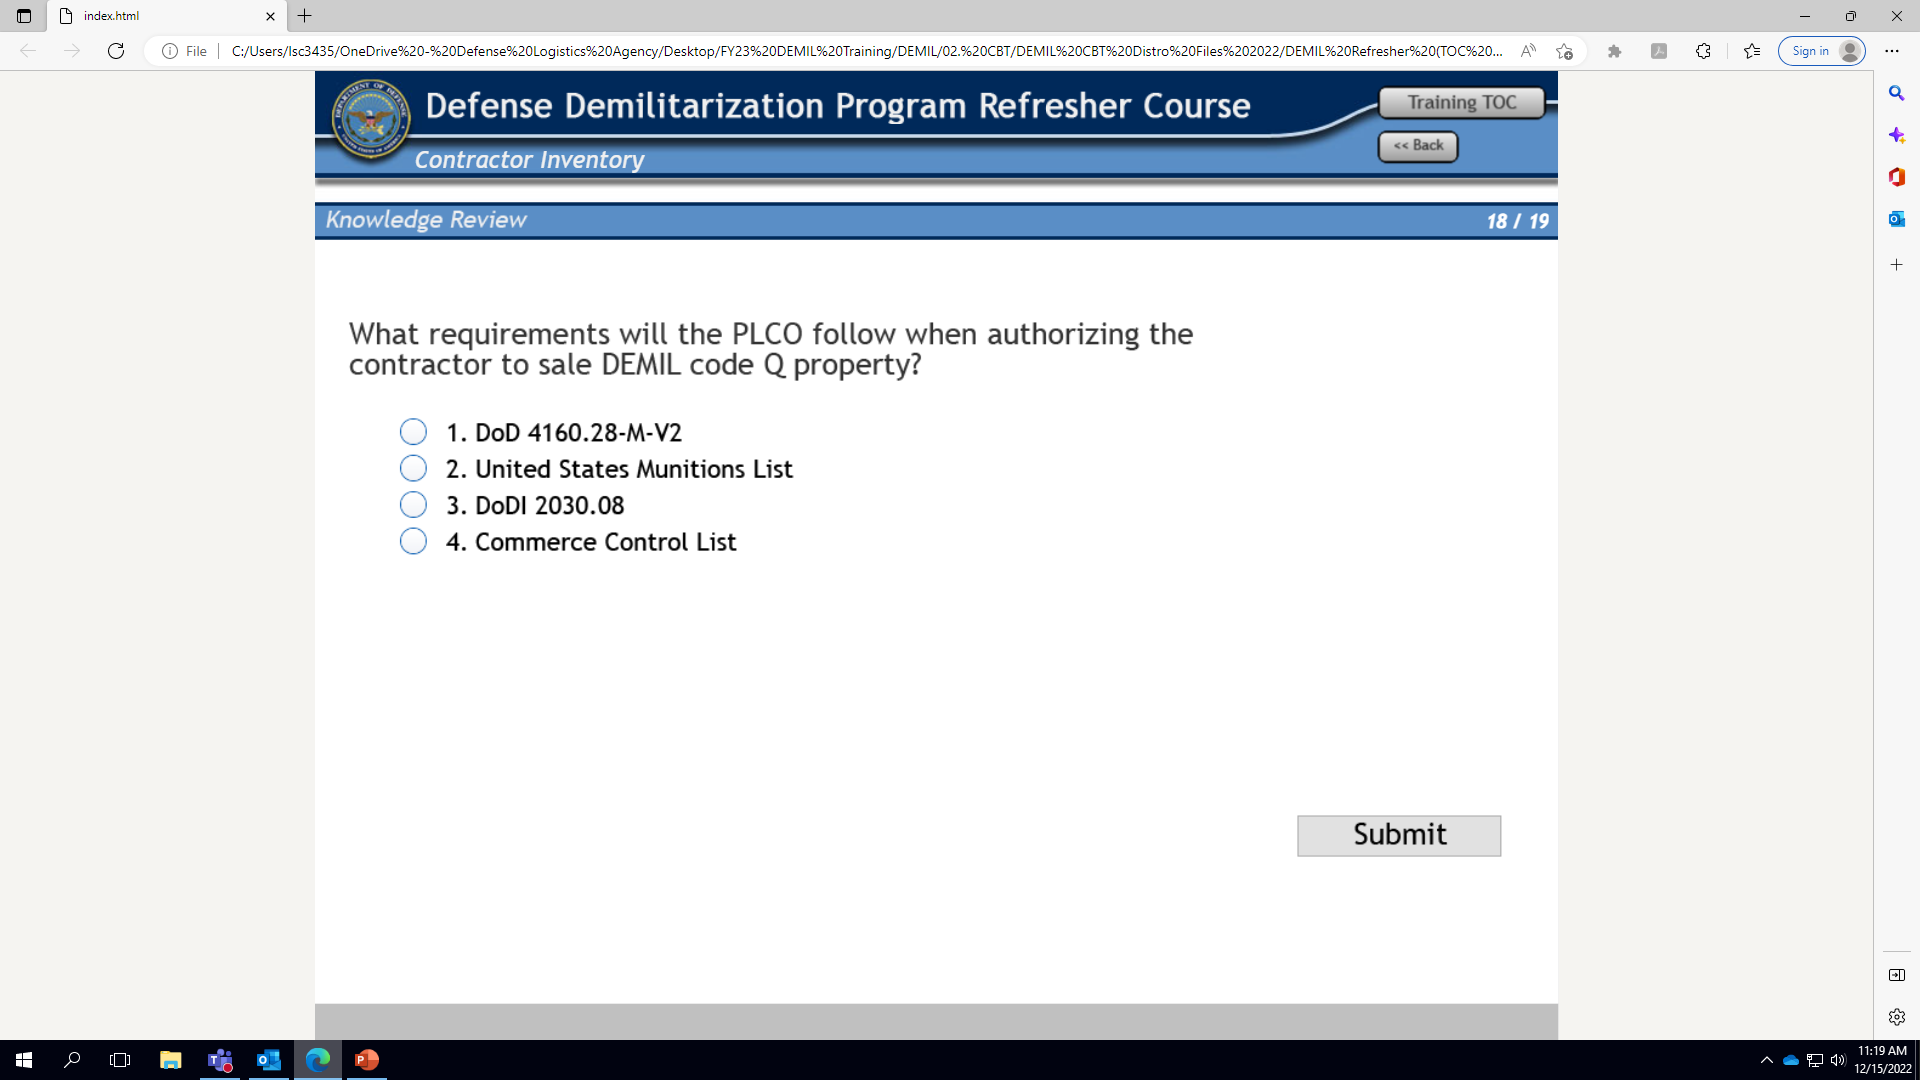 index.html
File
C:/Users/lsc3435/OneDrive%20-%20Defense%20Logistics%20Agency/Desktop/FY23%20DEMIL%20Training/DEMIL/02.%20CBT/DEMIL%20CBT%20Distro%20Files%202022/DEMIL%20Refresher%20(TOC%20...
Sign in
Defense Demilitarization Program Refresher Course
Training TOC
<< Back
Contractor Inventory
Knowledge Review
18 / 19
What requirements will the PLCO follow when authorizing the
contractor to sale DEMIL code Q property?
1. DoD 4160.28-M-V2
2. United States Munitions List
3. DoDI 2030.08
4. Commerce Control List
Submit
11:19 AM
12/15/2022